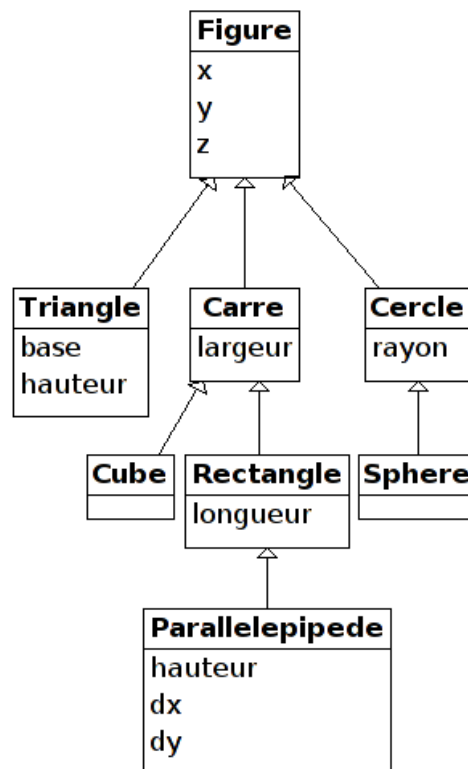 Figure
x
y
z
Triangle
base
hauteur
Carre
largeur
Cercle
rayon
Cube
Rectangle
longueur
Sphere
Parallelepipede
hauteur
dx
dy